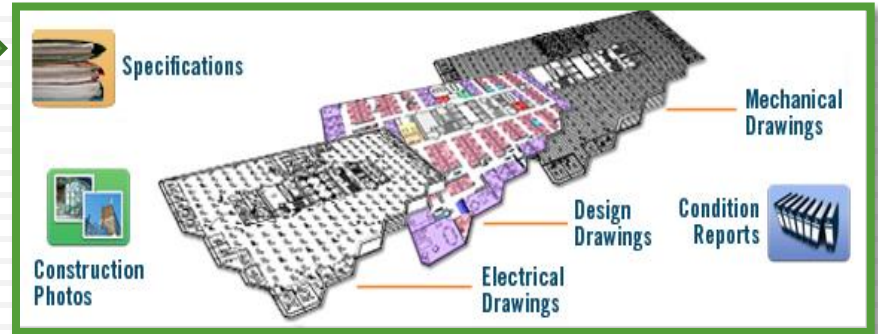 Specifications
Mechanical
Drawings
Design
Drawings
Condition
Reports
Construction
Photos
Electrical
Drawings